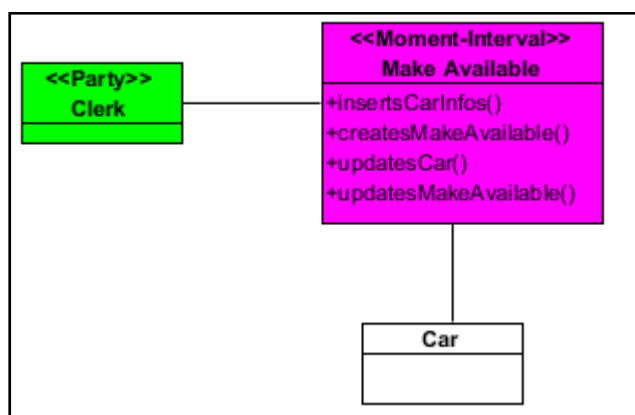 <<Party>>
Clerk
<<Moment-Interval>>
Make Available
+insertsCarInfos()
+createsMakeAvailable()
+updatesCar()
+updatesMakeAvailable()
Car